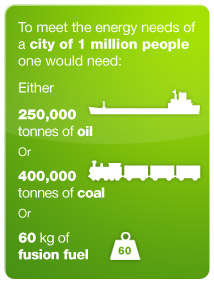 To meet the energy needs of
a city of 1 million people
one would need:
Either
250,000
tonnes of oil
Or
400,000
tonnes of coal
Or
60 kg of
fusion fuel
60